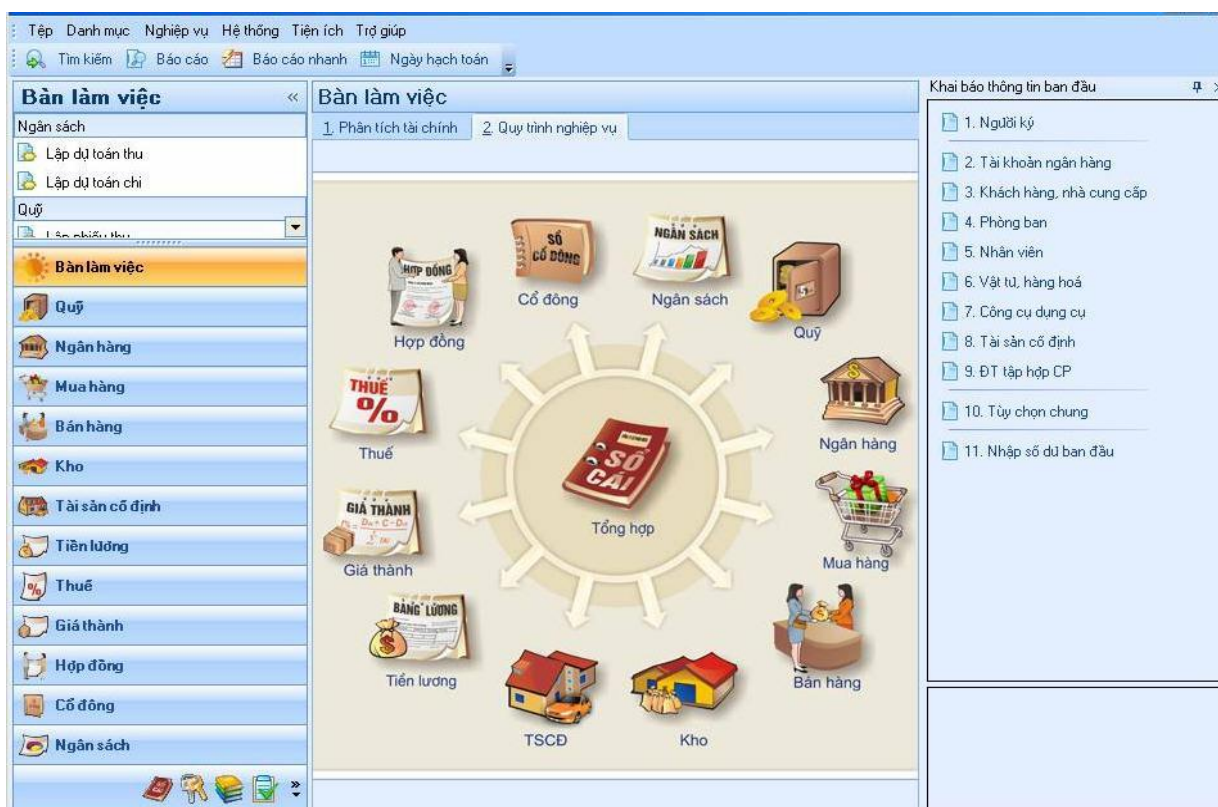 Tệp Danh mục Nghiệp vụ Hệ thống Tiện ích Trợ giúp
Tìm kiếm Báo cáo Báo cáo nhanh Ngày hạch toán
Bàn làm việc «
Ngân sách
Lập dự toán thu
Lập dự toán chi
Quỹ
Lập phiếu thu
Bàn làm việc
Quỹ
Ngân hàng
Mua hàng
Bán hàng
Kho
Tài sản cố định
Tiền lương
Thuế
Giá thành
Hợp đồng
Cổ đông
Ngân sách
Bàn làm việc
1. Phân tích tài chính 2. Quy trình nghiệp vụ
SỔ CỔ ĐÔNG
Cổ đông
NGÂN SÁCH
Ngân sách
HỢP ĐỒNG
Hợp đồng
Quỹ
THUẾ
%
Thuế
Ngân hàng
SỔ CÁI
Tổng hợp
GIÁ THÀNH
Giá thành
Mua hàng
BẢNG LƯƠNG
Tiền lương
Bán hàng
TSCĐ
Kho
Khai báo thông tin ban đầu
1. Người ký
2. Tài khoản ngân hàng
3. Khách hàng, nhà cung cấp
4. Phòng ban
5. Nhân viên
6. Vật tư, hàng hoá
7. Công cụ dụng cụ
8. Tài sản cố định
9. ĐT tập hợp CP
10. Tùy chọn chung
11. Nhập số dư ban đầu